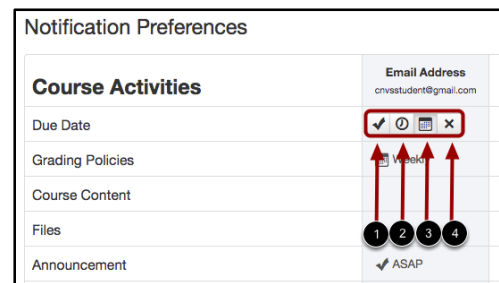 Notification Preferences
Course Activities
Email Address
cnvsstudent@gmail.com
Due Date
Grading Policies
Course Content
Files
1 2 3 4
Announcement
ASAP